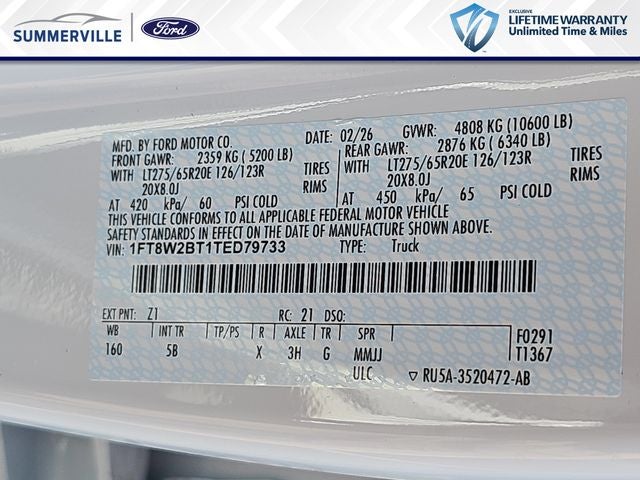 SUMMERVILLE
Ford
EXCLUSIVE
LIFETIME WARRANTY
Unlimited Time & Miles
MFD. BY FORD MOTOR CO.
DATE: 02/26 GVWR: 4808 KG (10600 LB)
FRONT GAWR: 2359 KG (5200 LB) REAR GAWR: 2876 KG (6340 LB)
WITH LT275/65R20E 126/123R TIRES WITH LT275/65R20E 126/123R TIRES
20X8.0J RIMS 20X8.0J RIMS
AT 420 kPa/ 60 PSI COLD AT 450 kPa/ 65 PSI COLD
THIS VEHICLE CONFORMS TO ALL APPLICABLE FEDERAL MOTOR VEHICLE
SAFETY STANDARDS IN EFFECT ON THE DATE OF MANUFACTURE SHOWN ABOVE.
VIN: 1FT8W2BT1TED79733 TYPE: Truck
EXT PNT: Z1 RC: 21 DSO:
WB INT TR TP/PS R AXLE TR SPR F0291
160 5B X 3H G MMJJ T1367
ULC ▽RU5A-3520472-AB